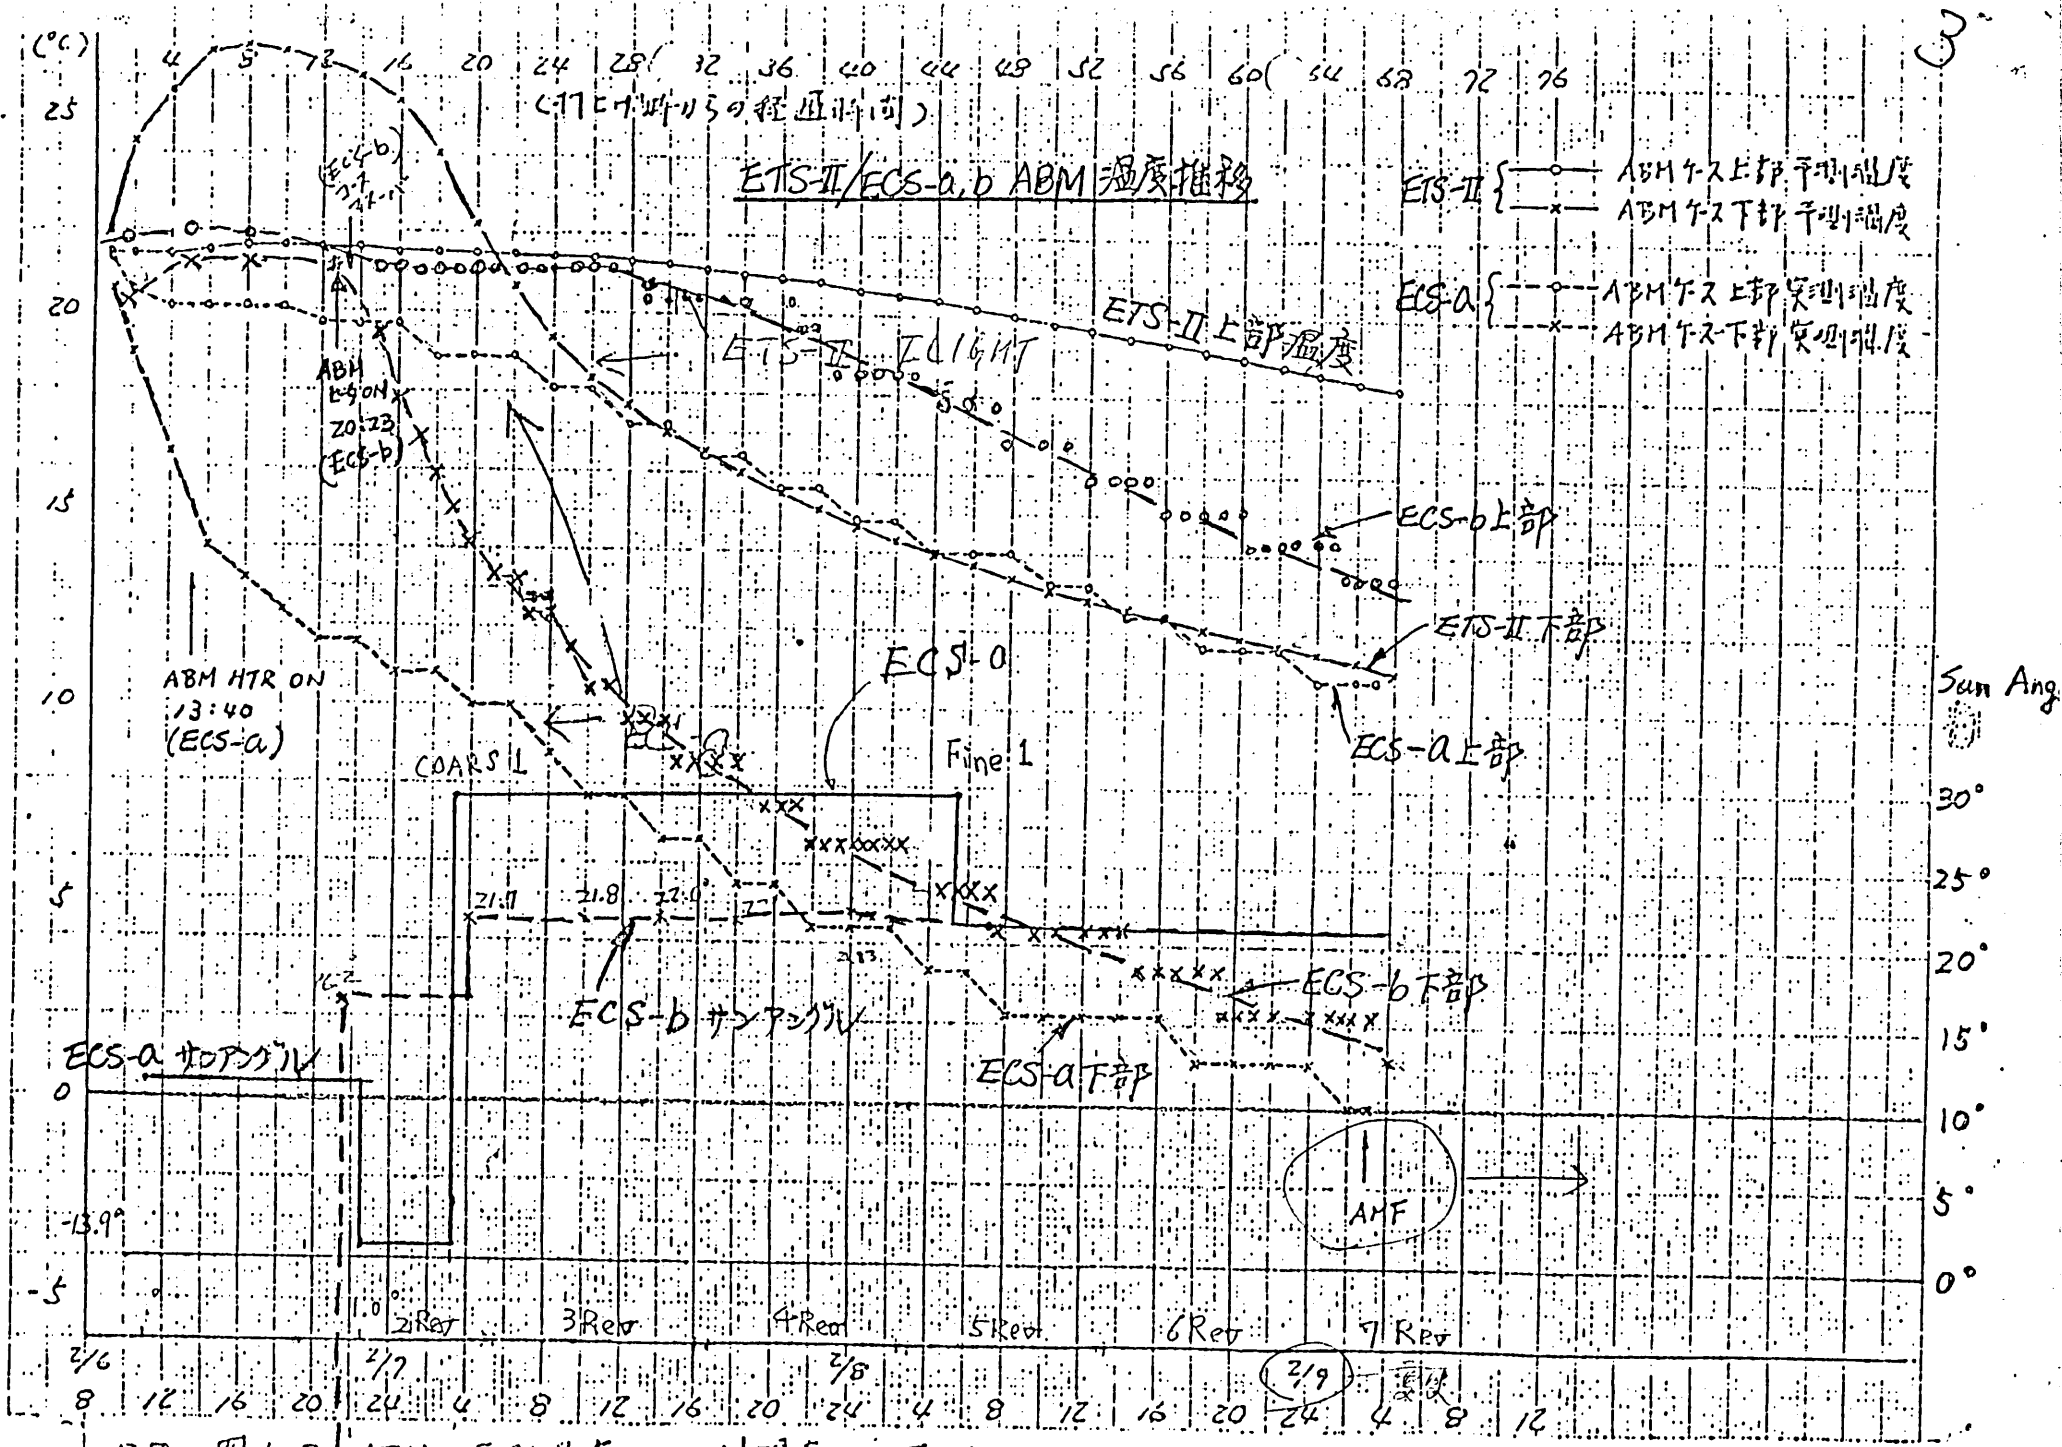 3
(°C)
4 8 12 16 20 24 28 32 36 40 44 48 52 56 60 64 68 72 76
(打上ゲ時からの経過時間)
ETS-II/ECS-a,b ABM 温度推移
ETS-II
ABMケース上部 予測温度
ABMケース下部 予測温度
ECS-a
ABMケース上部 実測温度
ABMケース下部 実測温度
25
20
15
10
5
0
-5
(ECS-b)
ABM
ヒータON
20:23
(ECS-b)
ETS-II FLIGHT
ETS-II上部温度
ECS-b上部
ETS-II下部
ECS-a上部
ABM HTR ON
13:40
(ECS-a)
ECS-a
ECS-a
COARS 1
Fine 1
Sun Ang
30°
25°
20°
15°
10°
5°
0°
21.7 21.8 22.0°
ECS-b サンアングル
ECS-b下部
ECS-a下部
ECS-a サンアングル
-13.9°
AMF
2Rev 3Rev 4Rev 5Rev 6Rev 7Rev
2/6 2/7 2/8 2/9 変更
8 12 16 20 24 4 8 12 16 20 24 4 8 12 16 20 24 4 8 12